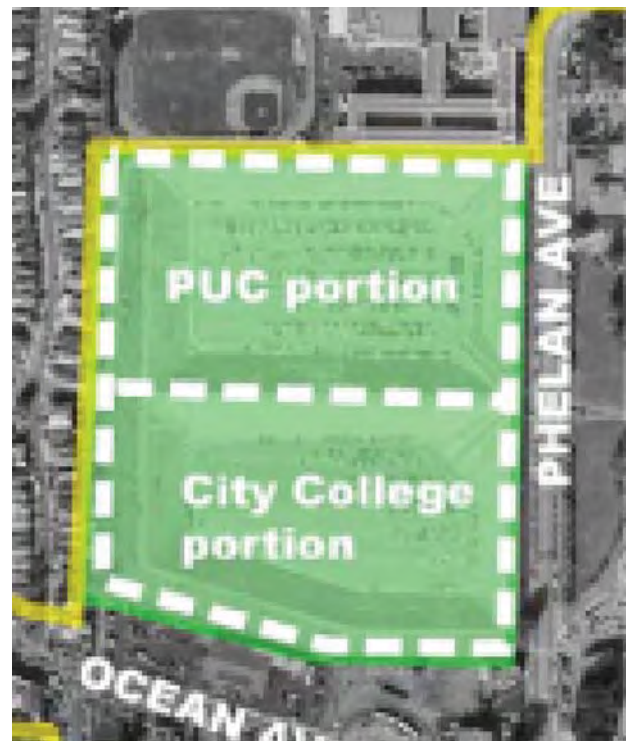 PUC portion
PHELAN AVE
City College
portion
OCEAN AV